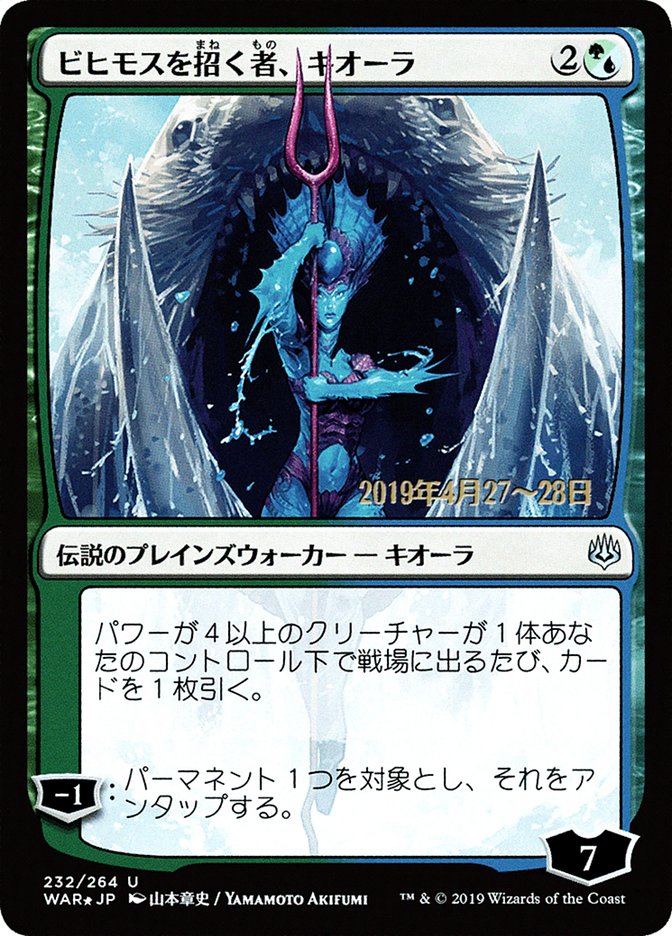 ビヒモスを招く者、キオーラ 2
まね もの
2019年4月27～28日
伝説のプレインズウォーカー — キオーラ
パワーが４以上のクリーチャーが１体あな
たのコントロール下で戦場に出るたび、カー
ドを１枚引く。
-1：パーマネント１つを対象とし、それをア
ンタップする。
7
232/264 U
WAR★JP 山本章史/YAMAMOTO AKIFUMI
™ & © 2019 Wizards of the Coast